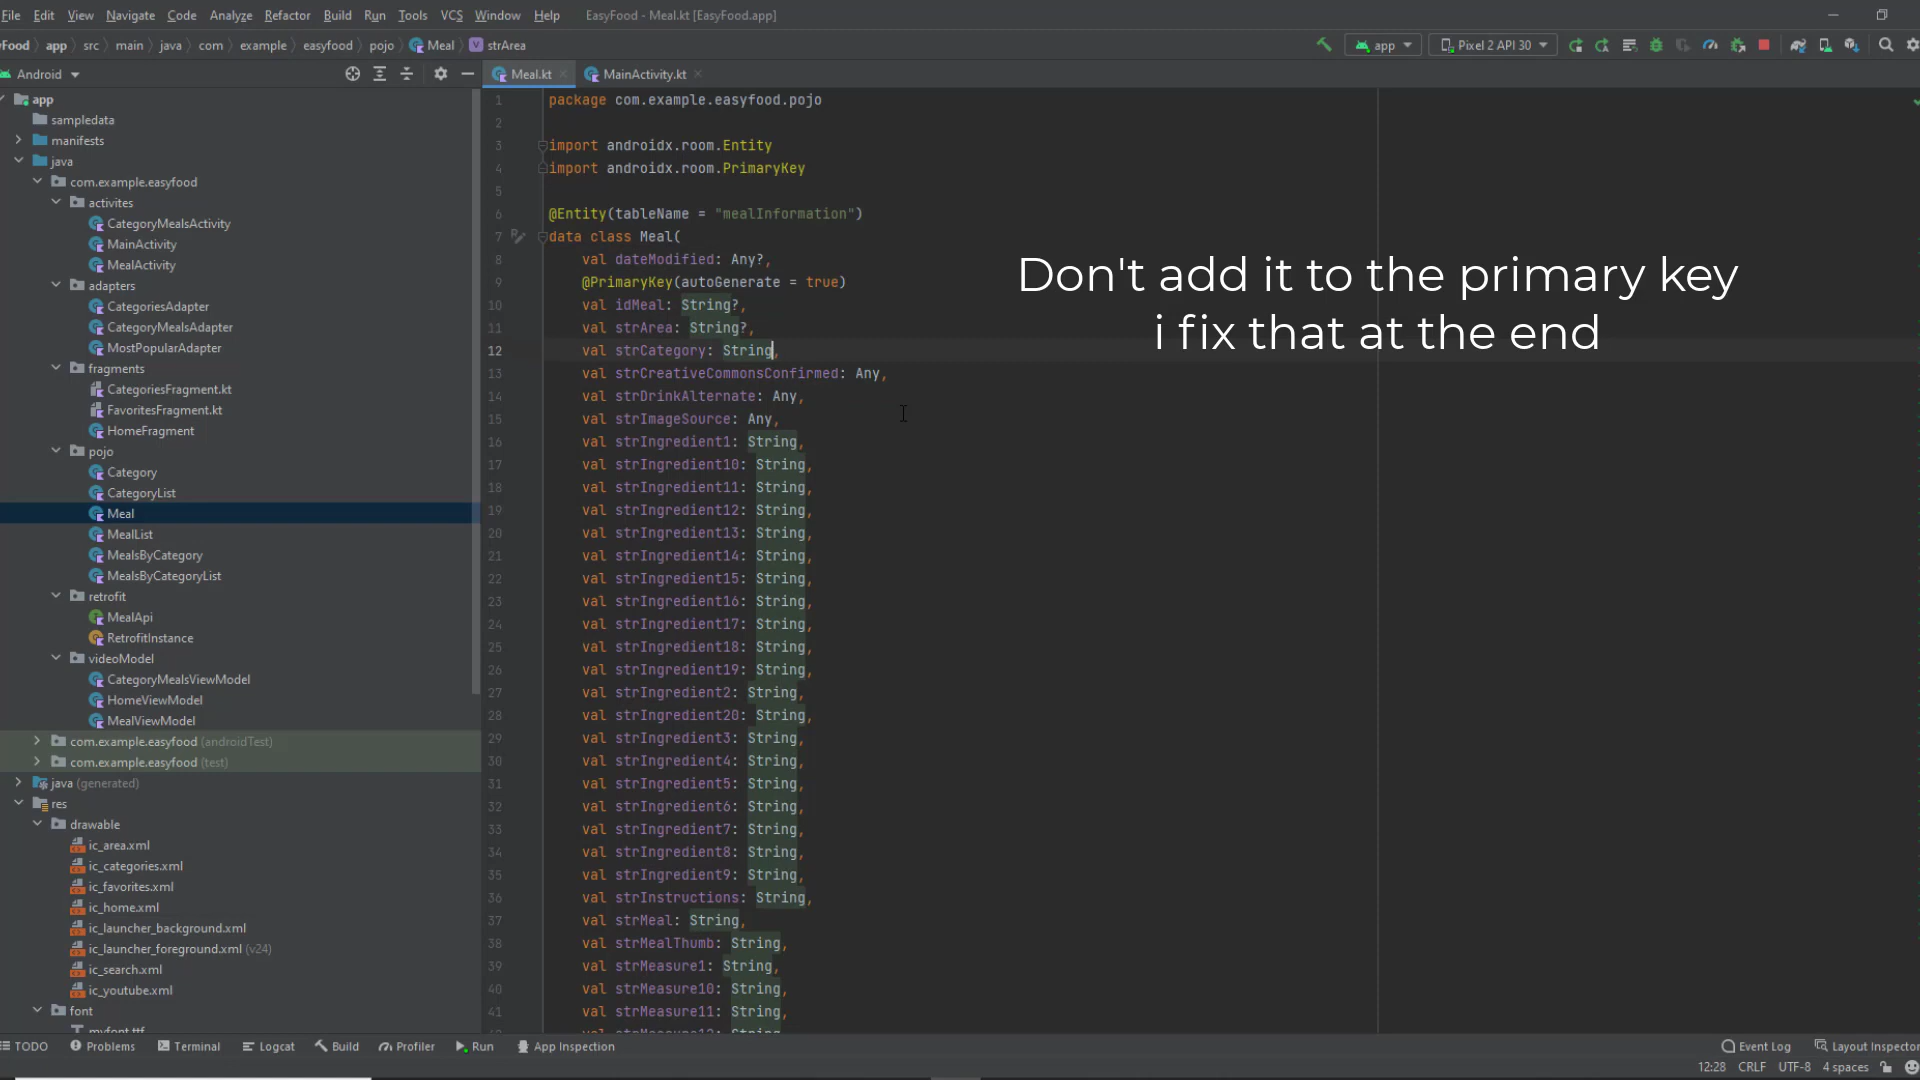 File Edit View Navigate Code Analyze Refactor Build Run Tools VCS Window Help EasyFood - Meal.kt [EasyFood.app]
Food app src main java com example easyfood pojo Meal strArea app Pixel 2 API 30
Android Meal.kt MainActivity.kt
app
sampledata
manifests
java
com.example.easyfood
activites
CategoryMealsActivity
MainActivity
MealActivity
adapters
CategoriesAdapter
CategoryMealsAdapter
MostPopularAdapter
fragments
CategoriesFragment.kt
FavoritesFragment.kt
HomeFragment
pojo
Category
CategoryList
Meal
MealList
MealsByCategory
MealsByCategoryList
retrofit
MealApi
RetrofitInstance
videoModel
CategoryMealsViewModel
HomeViewModel
MealViewModel
com.example.easyfood (androidTest)
com.example.easyfood (test)
java (generated)
res
drawable
ic_area.xml
ic_categories.xml
ic_favorites.xml
ic_home.xml
ic_launcher_background.xml
ic_launcher_foreground.xml (v24)
ic_search.xml
ic_youtube.xml
font
myfont.ttf
1 package com.example.easyfood.pojo
2
3 import androidx.room.Entity
4 import androidx.room.PrimaryKey
5
6 @Entity(tableName = "mealInformation")
7 data class Meal(
8 val dateModified: Any?,
9 @PrimaryKey(autoGenerate = true)
10 val idMeal: String?,
11 val strArea: String?,
12 val strCategory: String,
13 val strCreativeCommonsConfirmed: Any,
14 val strDrinkAlternate: Any,
15 val strImageSource: Any,
16 val strIngredient1: String,
17 val strIngredient10: String,
18 val strIngredient11: String,
19 val strIngredient12: String,
20 val strIngredient13: String,
21 val strIngredient14: String,
22 val strIngredient15: String,
23 val strIngredient16: String,
24 val strIngredient17: String,
25 val strIngredient18: String,
26 val strIngredient19: String,
27 val strIngredient2: String,
28 val strIngredient20: String,
29 val strIngredient3: String,
30 val strIngredient4: String,
31 val strIngredient5: String,
32 val strIngredient6: String,
33 val strIngredient7: String,
34 val strIngredient8: String,
35 val strIngredient9: String,
36 val strInstructions: String,
37 val strMeal: String,
38 val strMealThumb: String,
39 val strMeasure1: String,
40 val strMeasure10: String,
41 val strMeasure11: String,
Don't add it to the primary key
i fix that at the end
TODO Problems Terminal Logcat Build Profiler Run App Inspection Event Log Layout Inspector
12:28 CRLF UTF-8 4 spaces